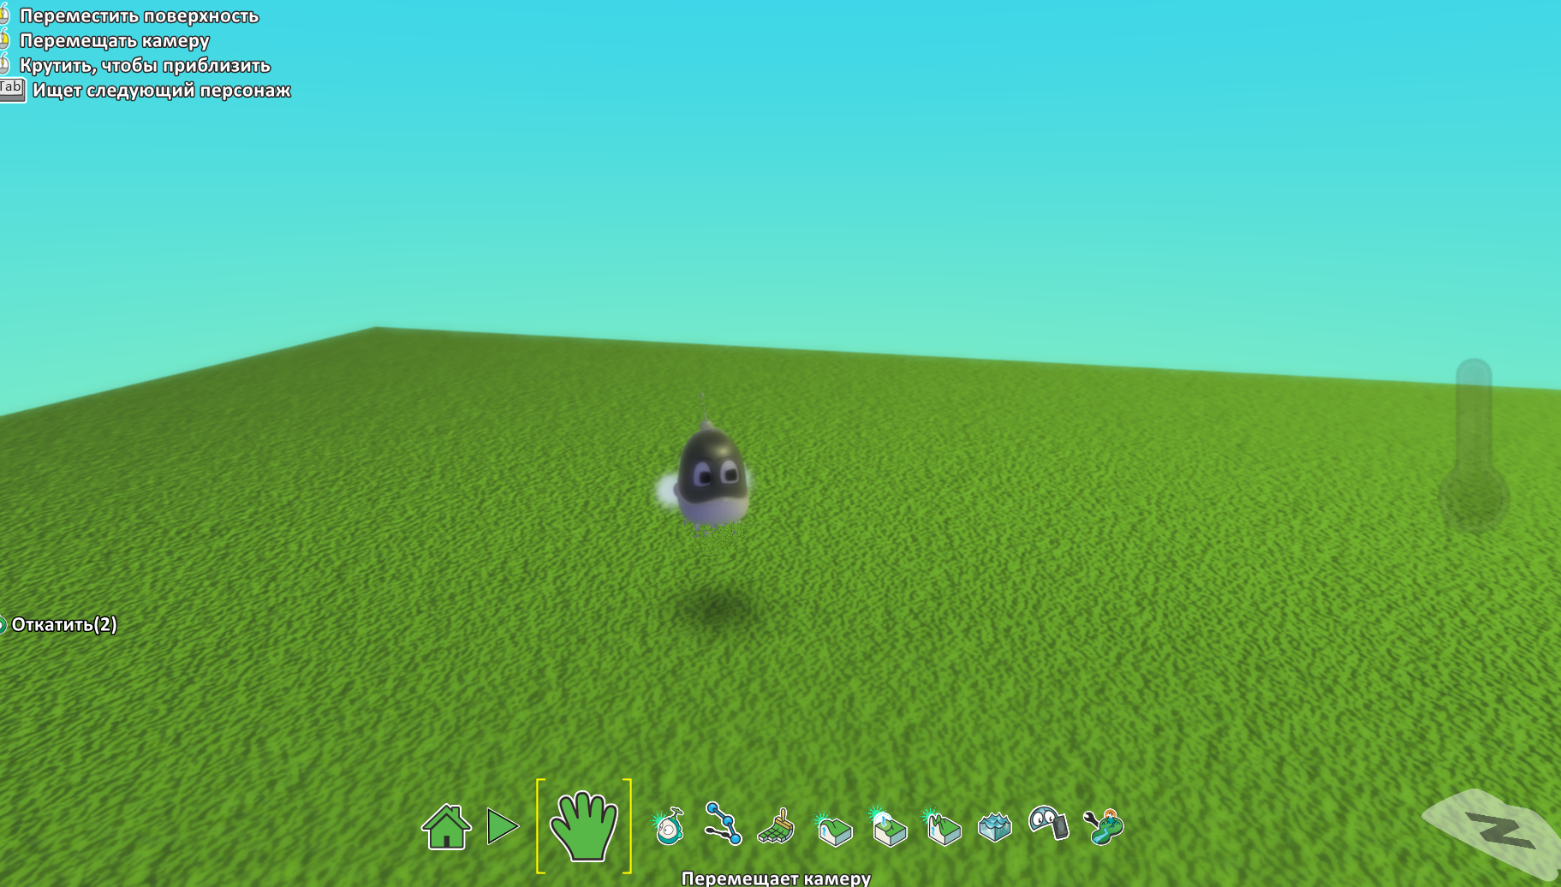 Переместить поверхность
Перемещать камеру
Крутить, чтобы приблизить
Tab Ищет следующий персонаж
Откатить(2)
Перемещает камеру
N